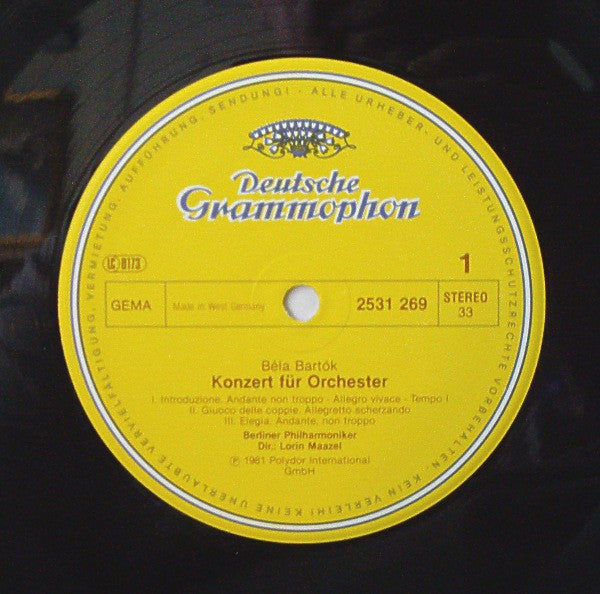 ALLE URHEBER- UND LEISTUNGSSCHUTZRECHTE VORBEHALTEN. KEIN VERLEIH! KEINE UNERLAUBTE VERVIELFÄLTIGUNG, VERMIETUNG, AUFFÜHRUNG, SENDUNG! -
Deutsche
Grammophon
LC 0173
1
GEMA
Made in West Germany
2531 269
STEREO
33
Béla Bartók
Konzert für Orchester
I. Introduzione. Andante non troppo - Allegro vivace - Tempo I
II. Giuoco delle coppie. Allegretto scherzando
III. Elegia. Andante, non troppo
Berliner Philharmoniker
Dir.: Lorin Maazel
℗ 1981 Polydor International
GmbH